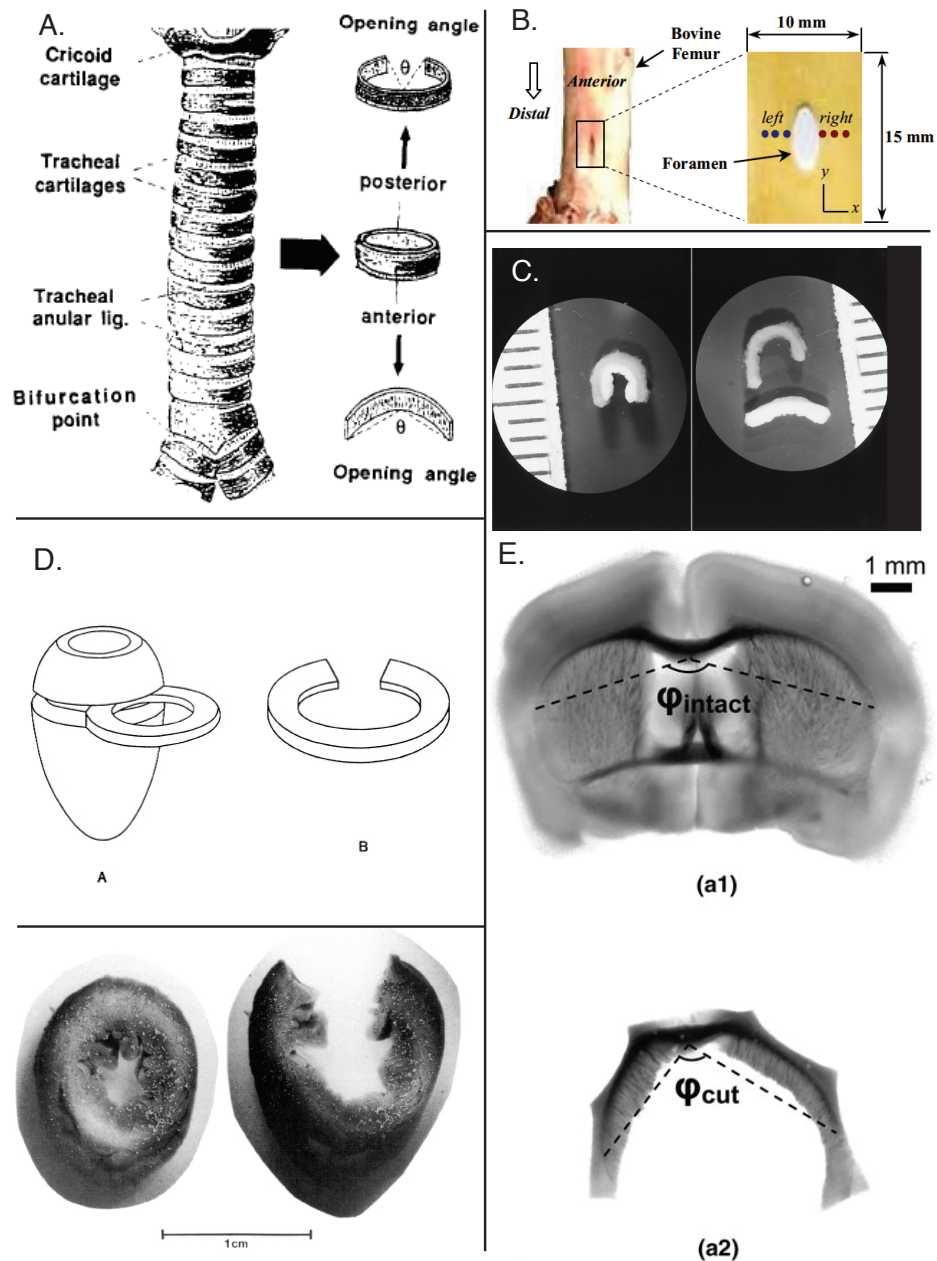 A.
Cricoid
cartilage
Tracheal
cartilages
Tracheal
anular lig.
Bifurcation
point
Opening angle
θ
posterior
anterior
θ
Opening angle
B.
10 mm
Bovine
Femur
Anterior
Distal
left
right
15 mm
Foramen
y
x
C.
D.
A
B
1cm
E.
1 mm
φintact
(a1)
φcut
(a2)